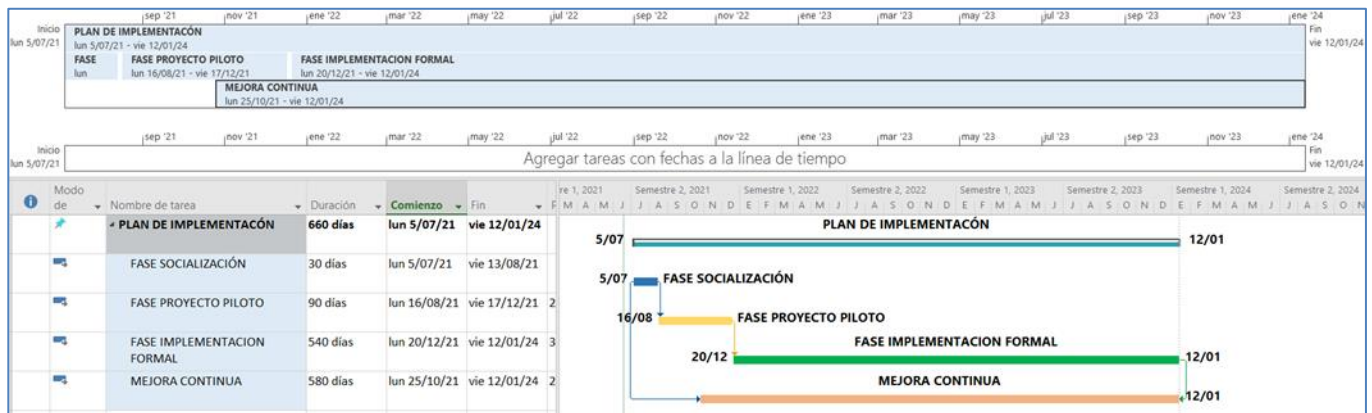 sep '21 nov '21 ene '22 mar '22 may '22 jul '22 sep '22 nov '22 ene '23 mar '23 may '23 jul '23 sep '23 nov '23 ene '24
Inicio
lun 5/07/21
PLAN DE IMPLEMENTACÓN
lun 5/07/21 - vie 12/01/24
Fin
vie 12/01/24
FASE FASE PROYECTO PILOTO FASE IMPLEMENTACION FORMAL
lun lun 16/08/21 - vie 17/12/21 lun 20/12/21 - vie 12/01/24
MEJORA CONTINUA
lun 25/10/21 - vie 12/01/24
sep '21 nov '21 ene '22 mar '22 may '22 jul '22 sep '22 nov '22 ene '23 mar '23 may '23 jul '23 sep '23 nov '23 ene '24
Inicio
lun 5/07/21
Agregar tareas con fechas a la línea de tiempo
Fin
vie 12/01/24
Modo
de Nombre de tarea Duración Comienzo Fin F
re 1, 2021 Semestre 2, 2021 Semestre 1, 2022 Semestre 2, 2022 Semestre 1, 2023 Semestre 2, 2023 Semestre 1, 2024 Semestre 2, 2024
M A M J J A S O N D E F M A M J J A S O N D E F M A M J J A S O N D E F M A M J J A S O N
PLAN DE IMPLEMENTACÓN 660 días lun 5/07/21 vie 12/01/24
PLAN DE IMPLEMENTACÓN
5/07 12/01
FASE SOCIALIZACIÓN 30 días lun 5/07/21 vie 13/08/21
5/07 FASE SOCIALIZACIÓN
FASE PROYECTO PILOTO 90 días lun 16/08/21 vie 17/12/21 2
16/08 FASE PROYECTO PILOTO
FASE IMPLEMENTACION
FORMAL 540 días lun 20/12/21 vie 12/01/24 3
FASE IMPLEMENTACION FORMAL
20/12 12/01
MEJORA CONTINUA 580 días lun 25/10/21 vie 12/01/24 2
MEJORA CONTINUA
12/01